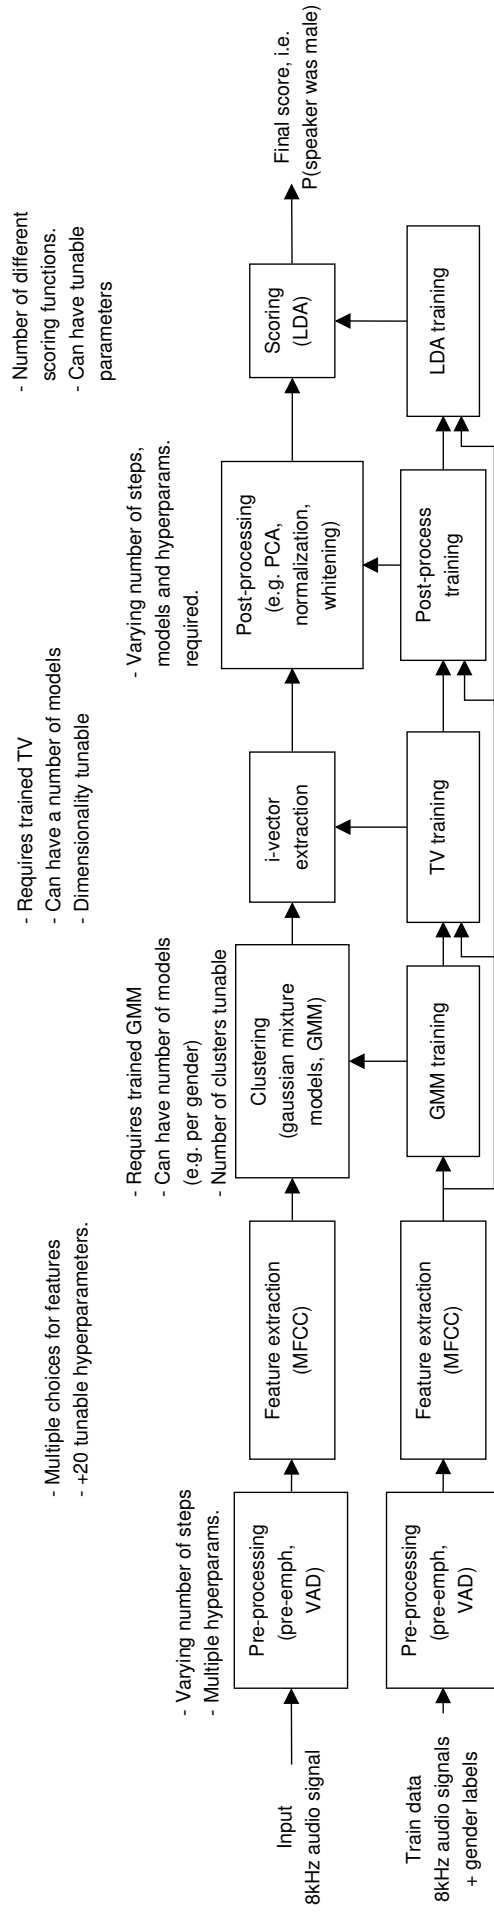 - Varying number of steps
- Multiple hyperparams.
- Multiple choices for features
- +20 tunable hyperparameters.
- Requires trained GMM
- Can have number of models
(e.g. per gender)
- Number of clusters tunable
- Requires trained TV
- Can have a number of models
- Dimensionality tunable
- Varying number of steps,
models and hyperparams.
required.
- Number of different
scoring functions.
- Can have tunable
parameters
Input
8kHz audio signal
Pre-processing
(pre-emph,
VAD)
Feature extraction
(MFCC)
Clustering
(gaussian mixture
models, GMM)
i-vector
extraction
Post-processing
(e.g. PCA,
normalization,
whitening)
Scoring
(LDA)
Final score, i.e.
P(speaker was male)
Train data
8kHz audio signals
+ gender labels
Pre-processing
(pre-emph,
VAD)
Feature extraction
(MFCC)
GMM training
TV training
Post-process
training
LDA training